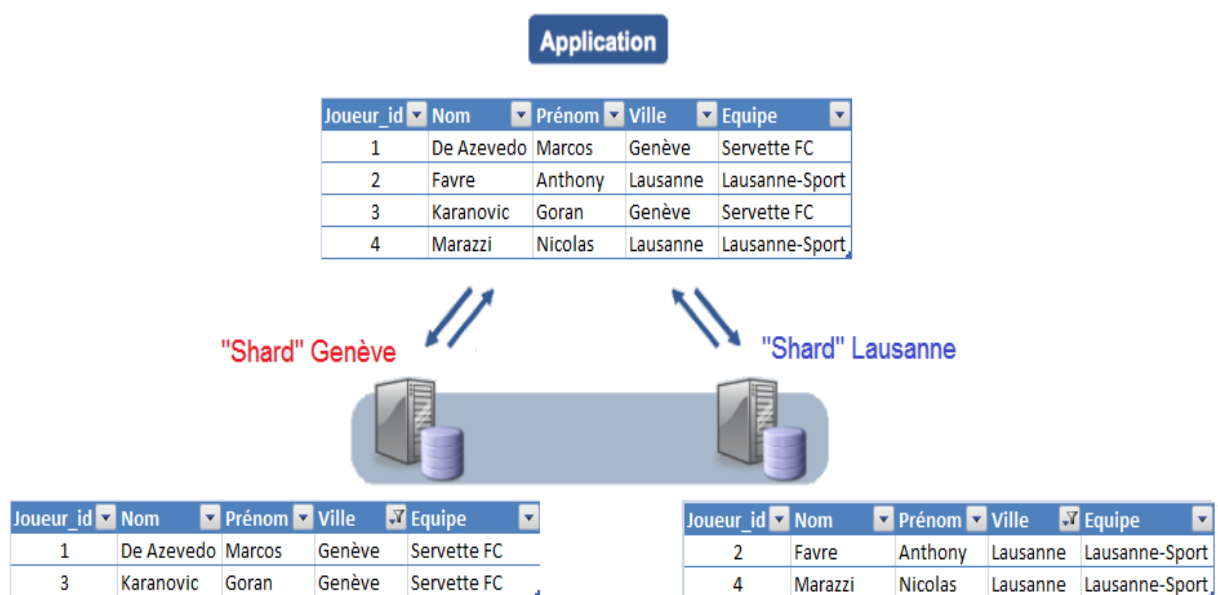 Application
Joueur_id Nom Prénom Ville Equipe
1 De Azevedo Marcos Genève Servette FC
2 Favre Anthony Lausanne Lausanne-Sport
3 Karanovic Goran Genève Servette FC
4 Marazzi Nicolas Lausanne Lausanne-Sport
"Shard" Genève
"Shard" Lausanne
Joueur_id Nom Prénom Ville Equipe
1 De Azevedo Marcos Genève Servette FC
3 Karanovic Goran Genève Servette FC
Joueur_id Nom Prénom Ville Equipe
2 Favre Anthony Lausanne Lausanne-Sport
4 Marazzi Nicolas Lausanne Lausanne-Sport